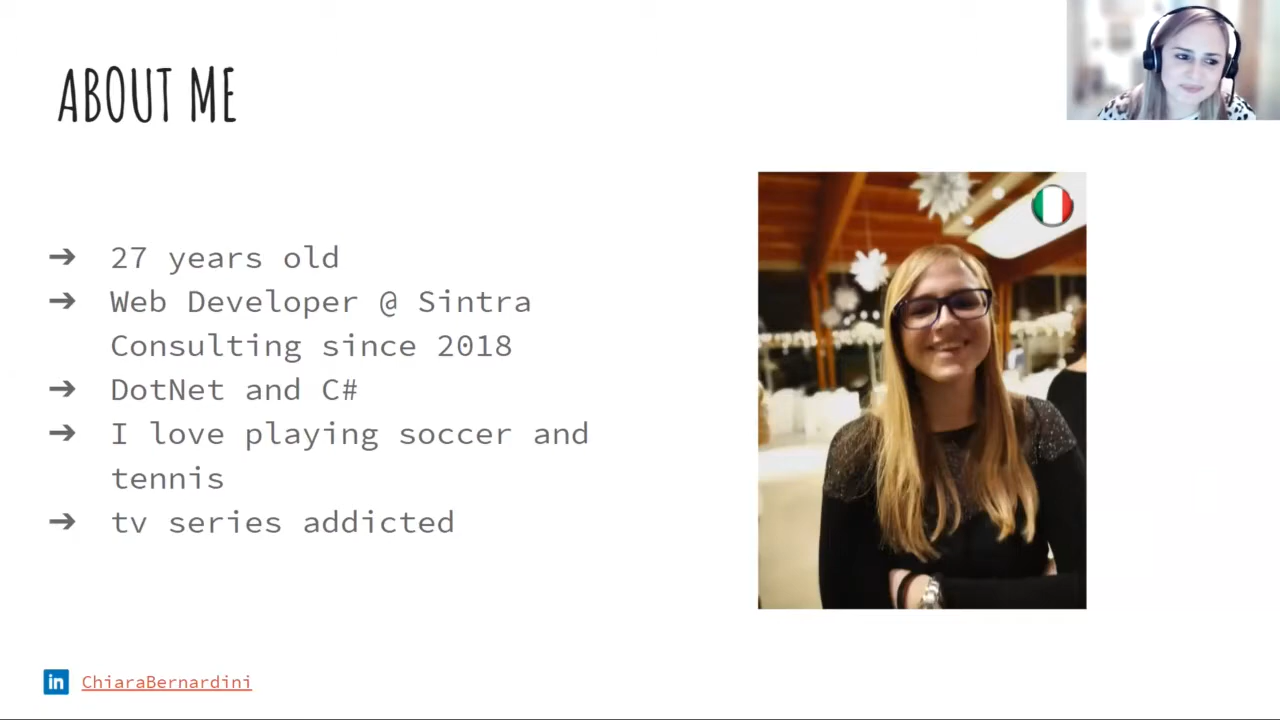 ABOUT ME
➔ 27 years old
➔ Web Developer @ Sintra
Consulting since 2018
➔ DotNet and C#
➔ I love playing soccer and
tennis
➔ tv series addicted
in ChiaraBernardini